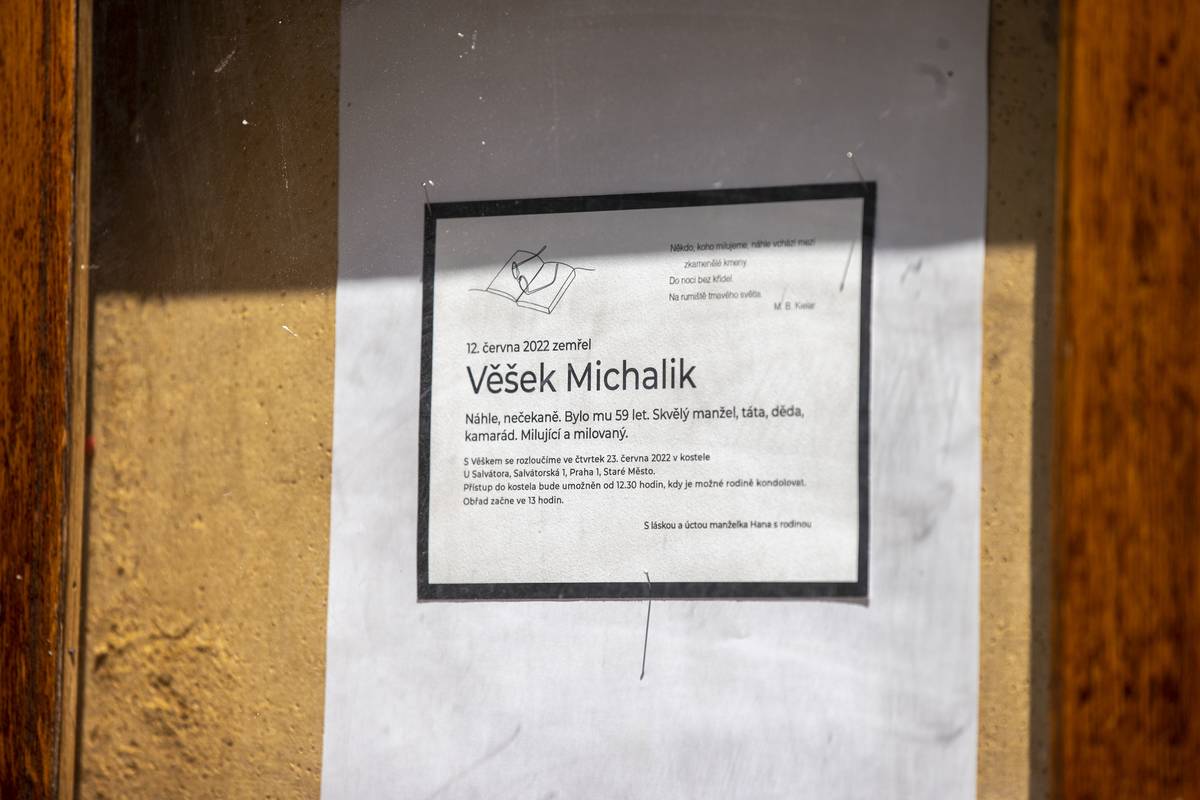 Někdo, koho milujeme, náhle vchází mezi
zkamenělé kmeny
Do noci bez křídel.
Na rumiště tmavého světla.
M. B. Kielar
12. června 2022 zemřel
Věšek Michalik
Náhle, nečekaně. Bylo mu 59 let. Skvělý manžel, táta, děda,
kamarád. Milující a milovaný.
S Věškem se rozloučíme ve čtvrtek 23. června 2022 v kostele
U Salvátora, Salvátorská 1, Praha 1, Staré Město.
Přístup do kostela bude umožněn od 12.30 hodin, kdy je možné rodině kondolovat.
Obřad začne ve 13 hodin.
S láskou a úctou manželka Hana s rodinou